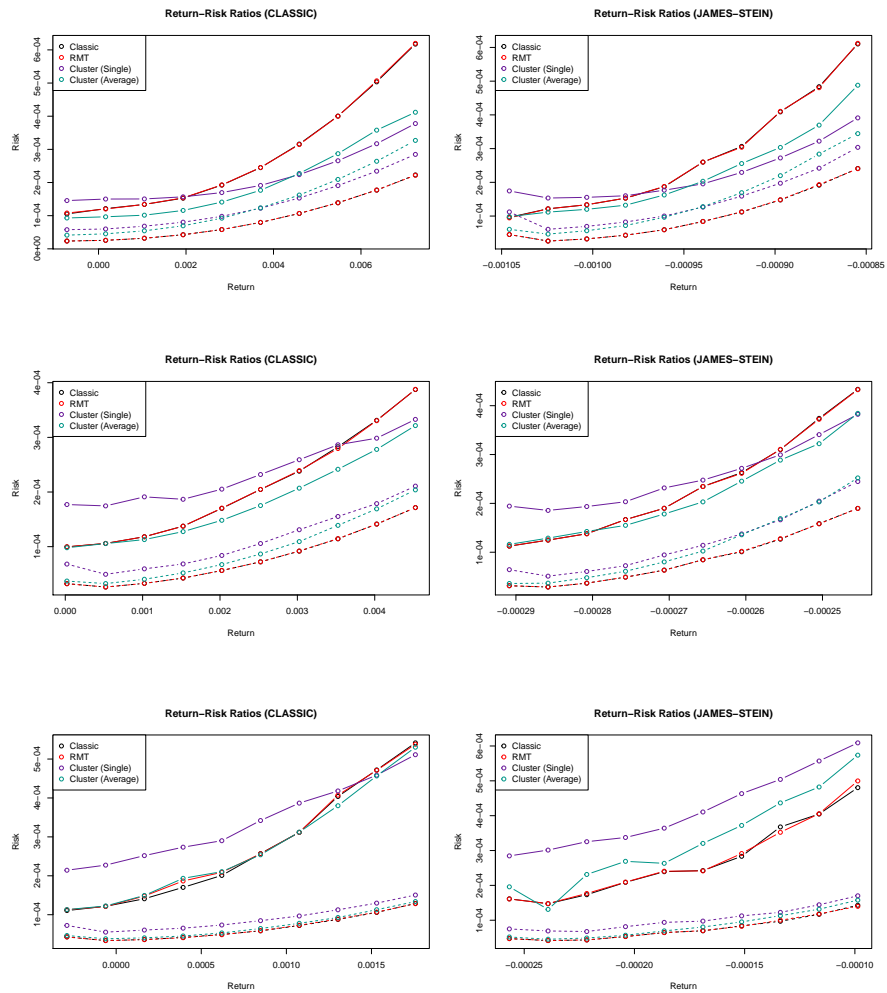 Return−Risk Ratios (CLASSIC)
Classic
RMT
Cluster (Single)
Cluster (Average)
Risk
0e+00 1e−04 2e−04 3e−04 4e−04 5e−04 6e−04
0.000 0.002 0.004 0.006
Return
Return−Risk Ratios (JAMES−STEIN)
Classic
RMT
Cluster (Single)
Cluster (Average)
Risk
1e−04 2e−04 3e−04 4e−04 5e−04 6e−04
−0.00105 −0.00100 −0.00095 −0.00090 −0.00085
Return
Return−Risk Ratios (CLASSIC)
Classic
RMT
Cluster (Single)
Cluster (Average)
Risk
1e−04 2e−04 3e−04 4e−04
0.000 0.001 0.002 0.003 0.004
Return
Return−Risk Ratios (JAMES−STEIN)
Classic
RMT
Cluster (Single)
Cluster (Average)
Risk
1e−04 2e−04 3e−04 4e−04
−0.00029 −0.00028 −0.00027 −0.00026 −0.00025
Return
Return−Risk Ratios (CLASSIC)
Classic
RMT
Cluster (Single)
Cluster (Average)
Risk
1e−04 2e−04 3e−04 4e−04 5e−04
0.0000 0.0005 0.0010 0.0015
Return
Return−Risk Ratios (JAMES−STEIN)
Classic
RMT
Cluster (Single)
Cluster (Average)
Risk
1e−04 2e−04 3e−04 4e−04 5e−04 6e−04
−0.00025 −0.00020 −0.00015 −0.00010
Return